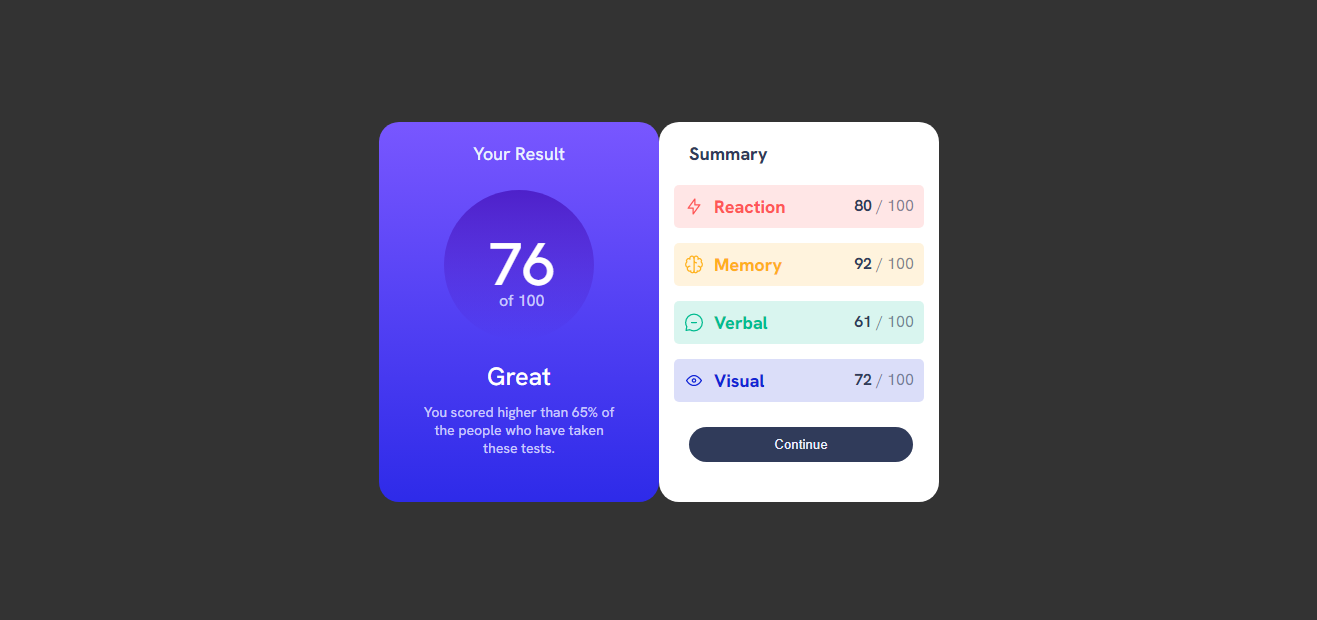 Your Result
76
of 100
Great
You scored higher than 65% of
the people who have taken
these tests.
Summary
Reaction 80 / 100
Memory 92 / 100
Verbal 61 / 100
Visual 72 / 100
Continue